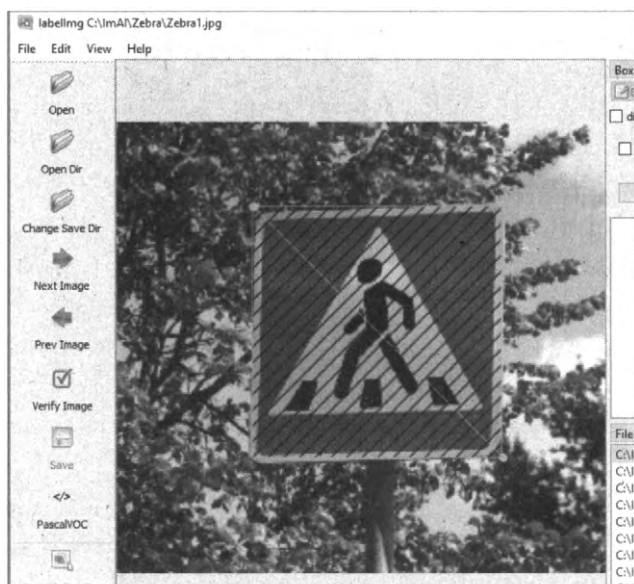 labelImg C:\ImAI\Zebra\Zebra1.jpg
File Edit View Help
Open
Open Dir
Change Save Dir
Next Image
Prev Image
Verify Image
Save
</>
PascalVOC
Box
File
C:\I
C:\I
C:\I
C:\I
C:\I
C:\I
C:\I
C:\I